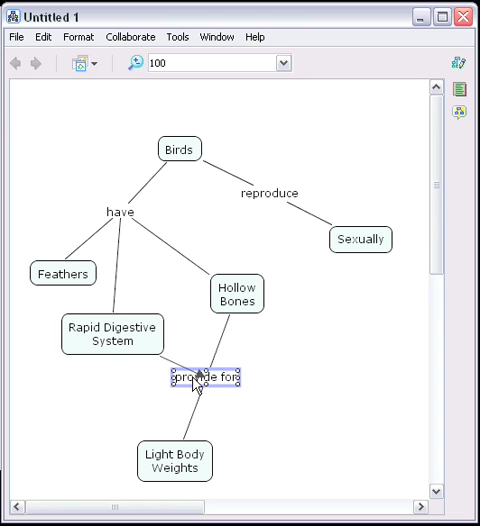 Untitled 1
File Edit Format Collaborate Tools Window Help
100
Birds
reproduce
have
Sexually
Feathers
Hollow
Bones
Rapid Digestive
System
provide for
Light Body
Weights